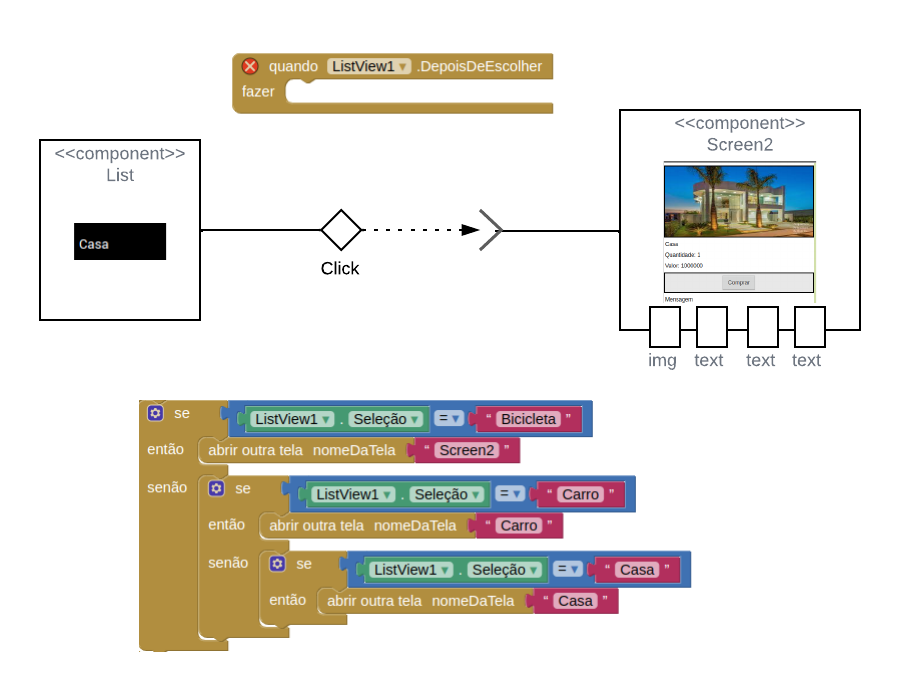 quando ListView1 .DepoisDeEscolher
fazer
<<component>>
List
Casa
Click
<<component>>
Screen2
Casa
Quantidade: 1
Valor: 1000000
Comprar
Mensagem
img text text text
se ListView1 . Seleção = “ Bicicleta ”
então abrir outra tela nomeDaTela “ Screen2 ”
senão se ListView1 . Seleção = “ Carro ”
então abrir outra tela nomeDaTela “ Carro ”
senão se ListView1 . Seleção = “ Casa ”
então abrir outra tela nomeDaTela “ Casa ”